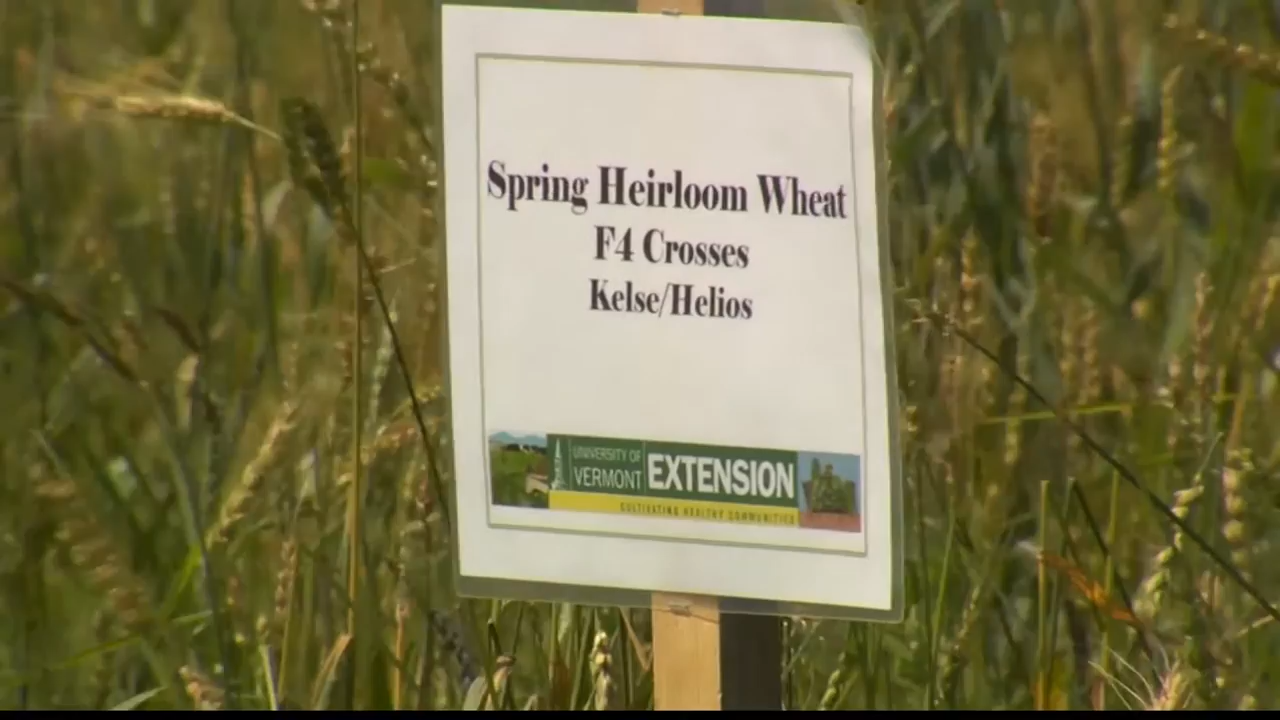 Spring Heirloom Wheat
F4 Crosses
Kelse/Helios
UNIVERSITY OF
VERMONT
EXTENSION
CULTIVATING HEALTHY COMMUNITIES